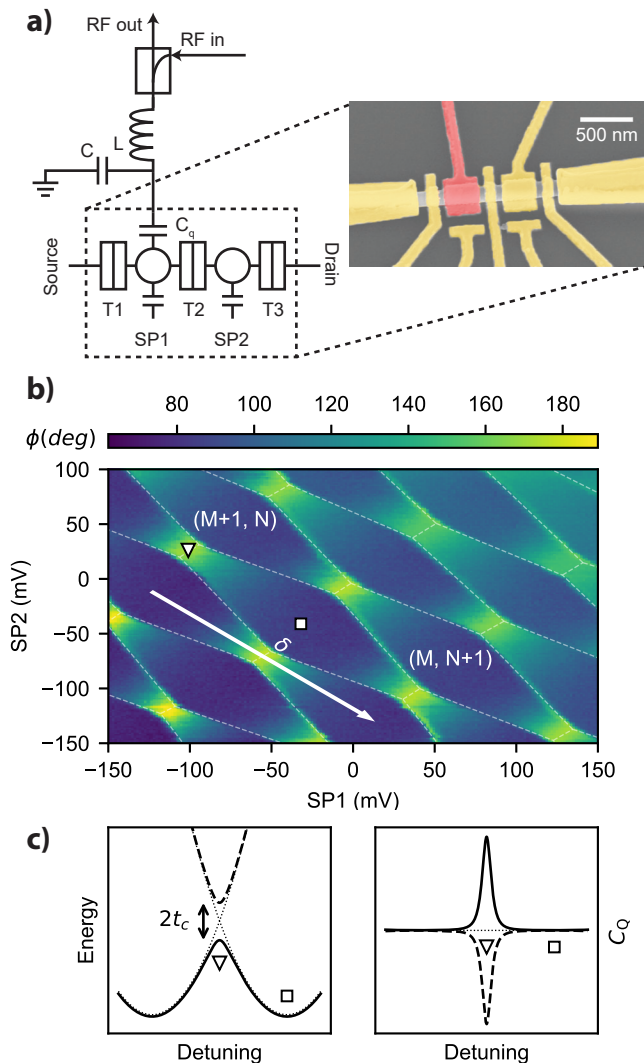 a)
RF out
RF in
L
C
C_q
Source
Drain
T1 T2 T3
SP1 SP2
500 nm
b)
80 100 120 140 160 180
ϕ(deg)
(M+1, N)
δ
(M, N+1)
100
50
0
−50
−100
−150
SP2 (mV)
−150 −100 −50 0 50 100 150
SP1 (mV)
c)
Energy
2t_c
Detuning
C_Q
Detuning